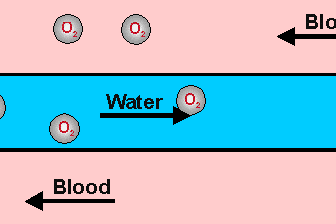 Blo
O₂ O₂
Water
O₂
O₂
Blood